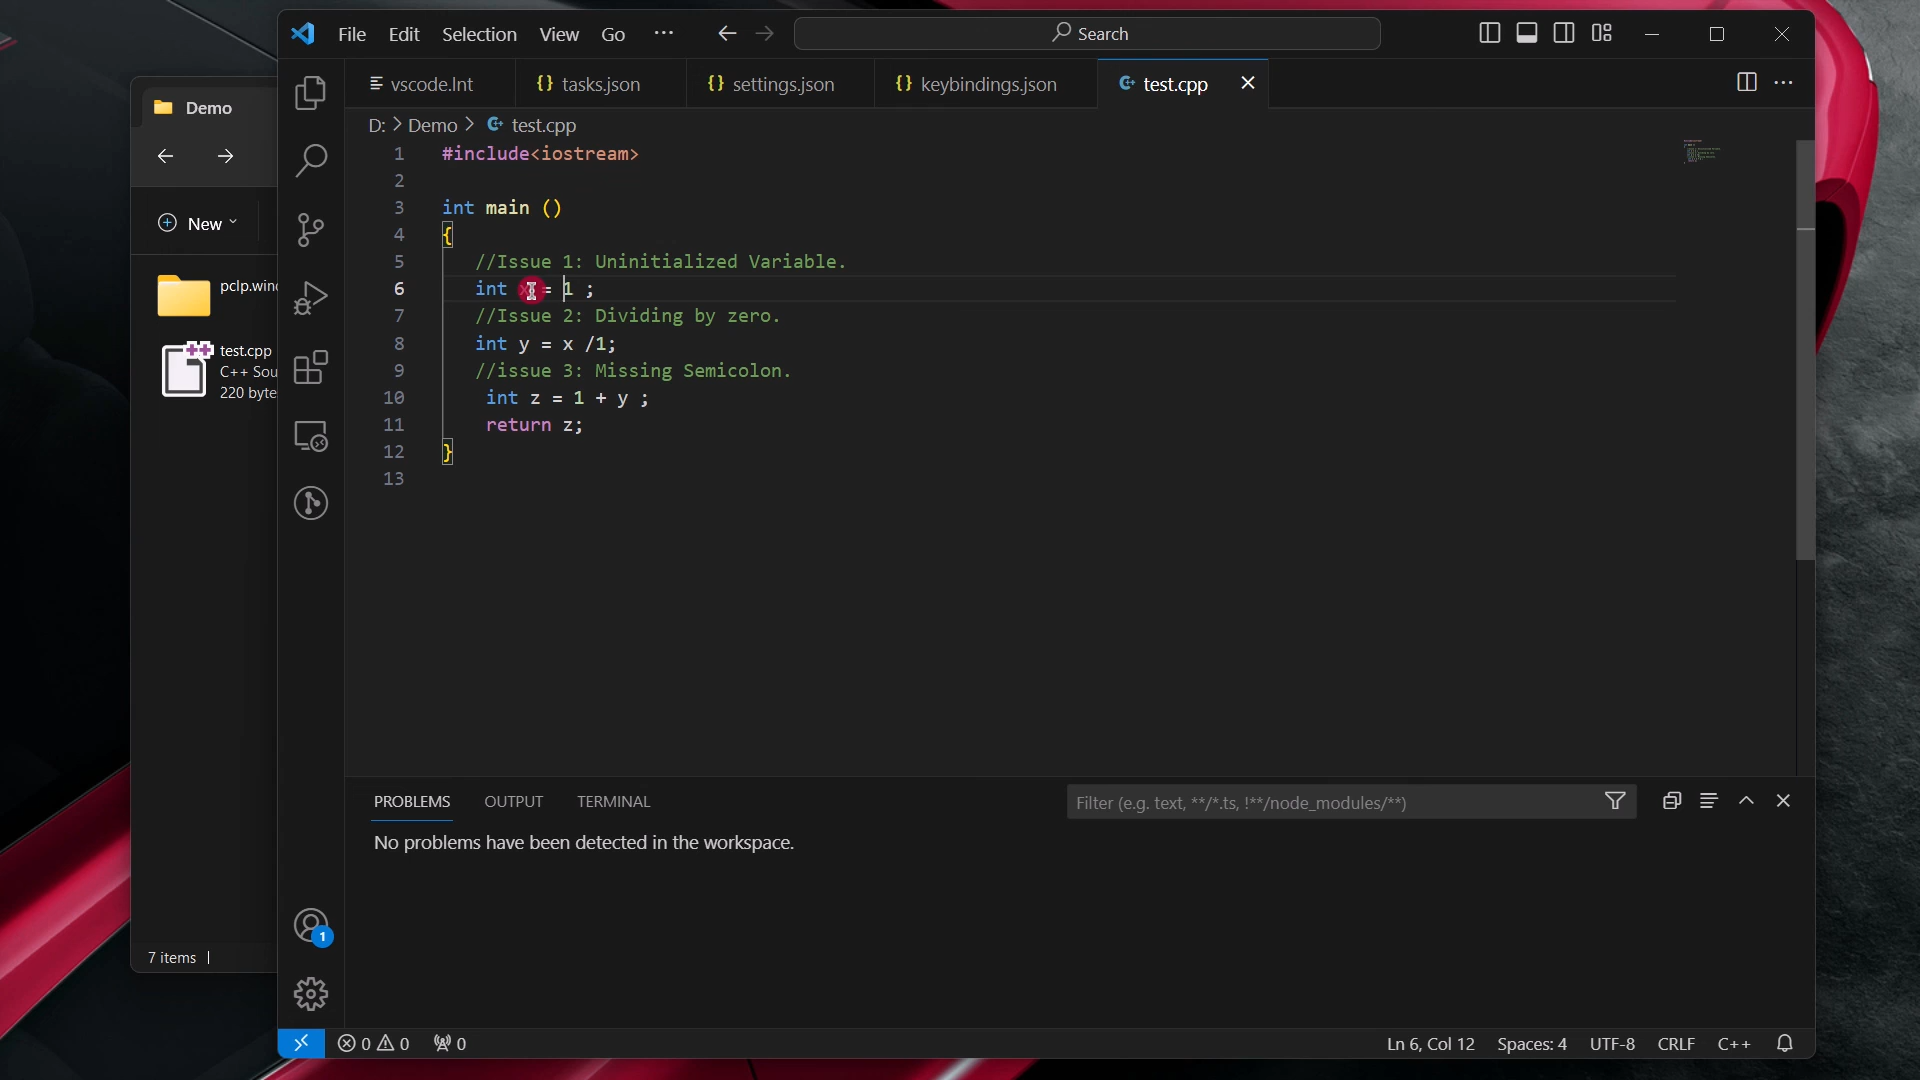 File Edit Selection View Go ··· Search
Demo
vscode.lnt tasks.json settings.json keybindings.json test.cpp
D: > Demo > test.cpp
New
pclp.wind
test.cpp
C++ Sou
220 byte
7 items
1 #include<iostream>
2
3 int main ()
4 {
5 //Issue 1: Uninitialized Variable.
6 int x = 1 ;
7 //Issue 2: Dividing by zero.
8 int y = x /1;
9 //issue 3: Missing Semicolon.
10 int z = 1 + y ;
11 return z;
12 }
13
PROBLEMS OUTPUT TERMINAL Filter (e.g. text, **/*.ts, !**/node_modules/**)
No problems have been detected in the workspace.
1
0 0 0 Ln 6, Col 12 Spaces: 4 UTF-8 CRLF C++